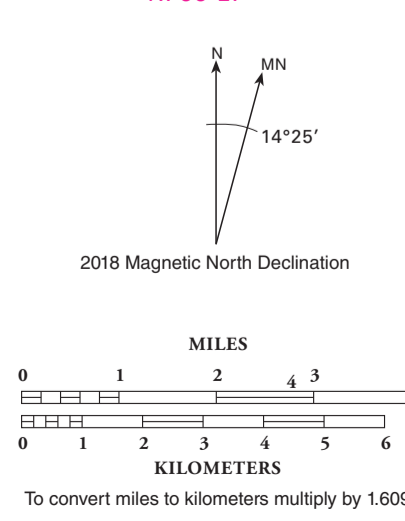 N
MN
14°25′
2018 Magnetic North Declination
MILES
0 1 2 4 3
0 1 2 3 4 5 6
KILOMETERS
To convert miles to kilometers multiply by 1.609